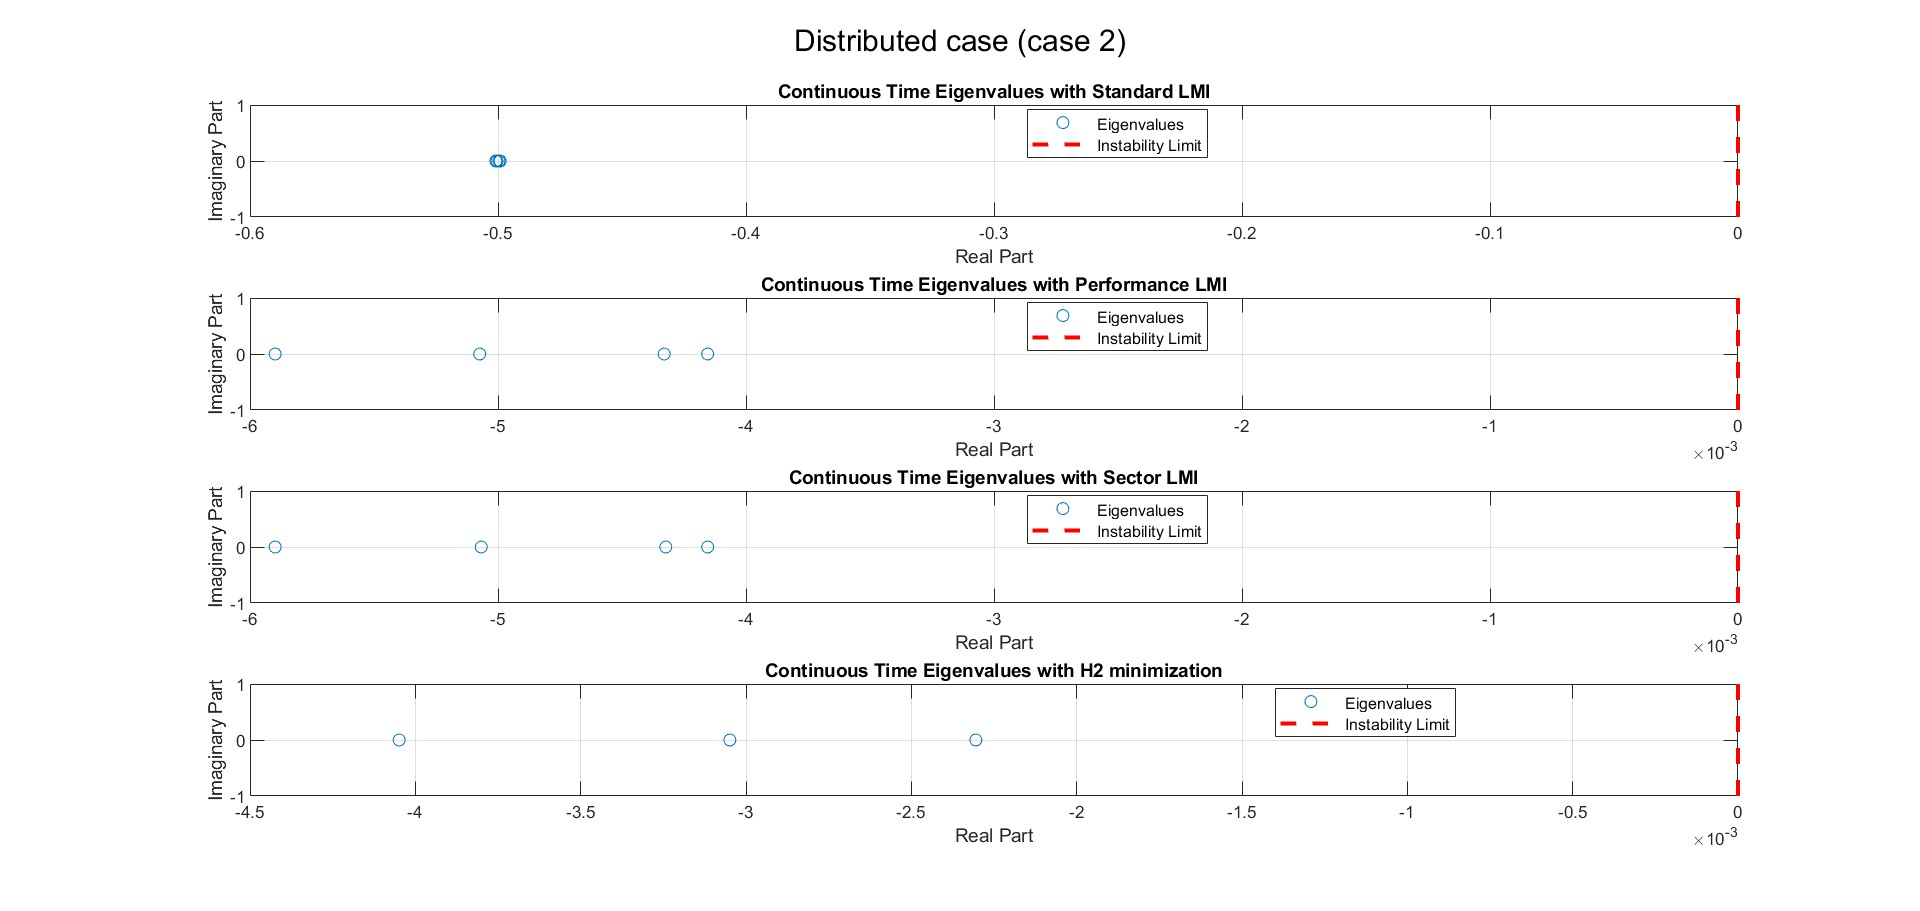 Distributed case (case 2)
Continuous Time Eigenvalues with Standard LMI
Imaginary Part
1
0
-1
Eigenvalues
Instability Limit
-0.6 -0.5 -0.4 -0.3 -0.2 -0.1 0
Real Part
Continuous Time Eigenvalues with Performance LMI
Imaginary Part
1
0
-1
Eigenvalues
Instability Limit
-6 -5 -4 -3 -2 -1 0
Real Part
×10^-3
Continuous Time Eigenvalues with Sector LMI
Imaginary Part
1
0
-1
Eigenvalues
Instability Limit
-6 -5 -4 -3 -2 -1 0
Real Part
×10^-3
Continuous Time Eigenvalues with H2 minimization
Imaginary Part
1
0
-1
Eigenvalues
Instability Limit
-4.5 -4 -3.5 -3 -2.5 -2 -1.5 -1 -0.5 0
Real Part
×10^-3